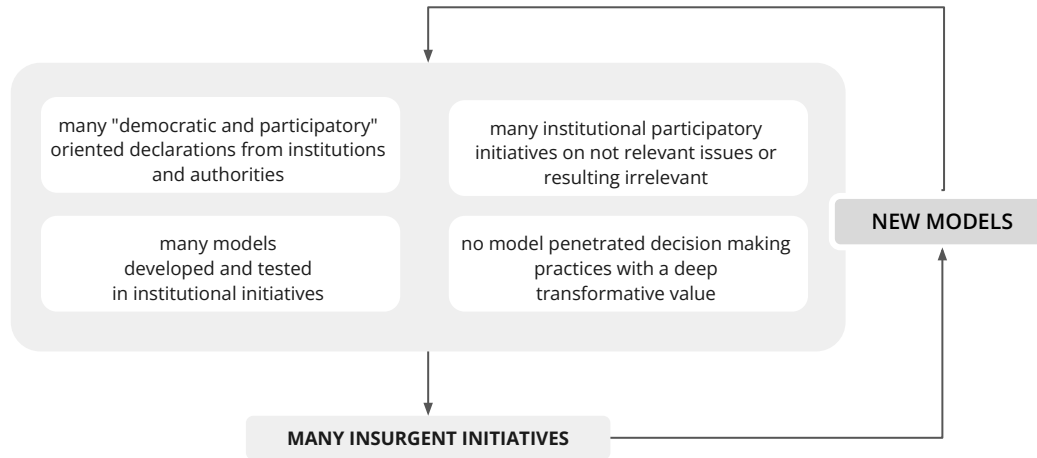 many "democratic and participatory"
oriented declarations from institutions
and authorities
many institutional participatory
initiatives on not relevant issues or
resulting irrelevant
many models
developed and tested
in institutional initiatives
no model penetrated decision making
practices with a deep
transformative value
NEW MODELS
MANY INSURGENT INITIATIVES